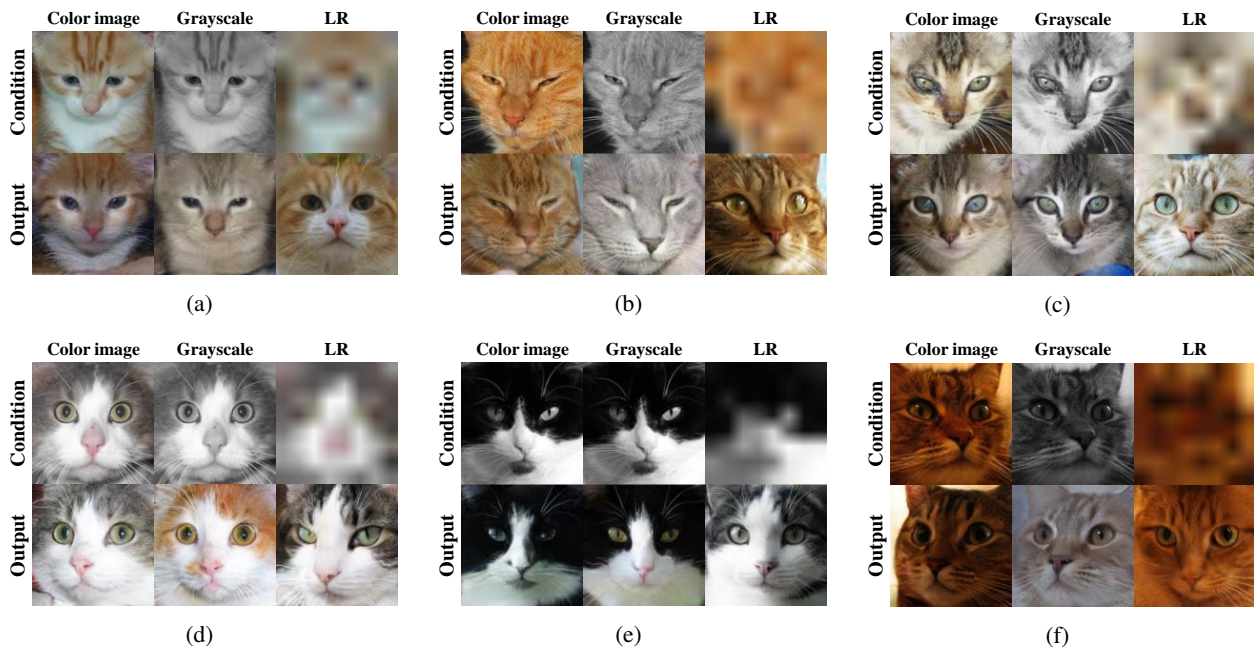 Color image Grayscale LR
Condition
Output
(a)
Color image Grayscale LR
Condition
Output
(b)
Color image Grayscale LR
Condition
Output
(c)
Color image Grayscale LR
Condition
Output
(d)
Color image Grayscale LR
Condition
Output
(e)
Color image Grayscale LR
Condition
Output
(f)